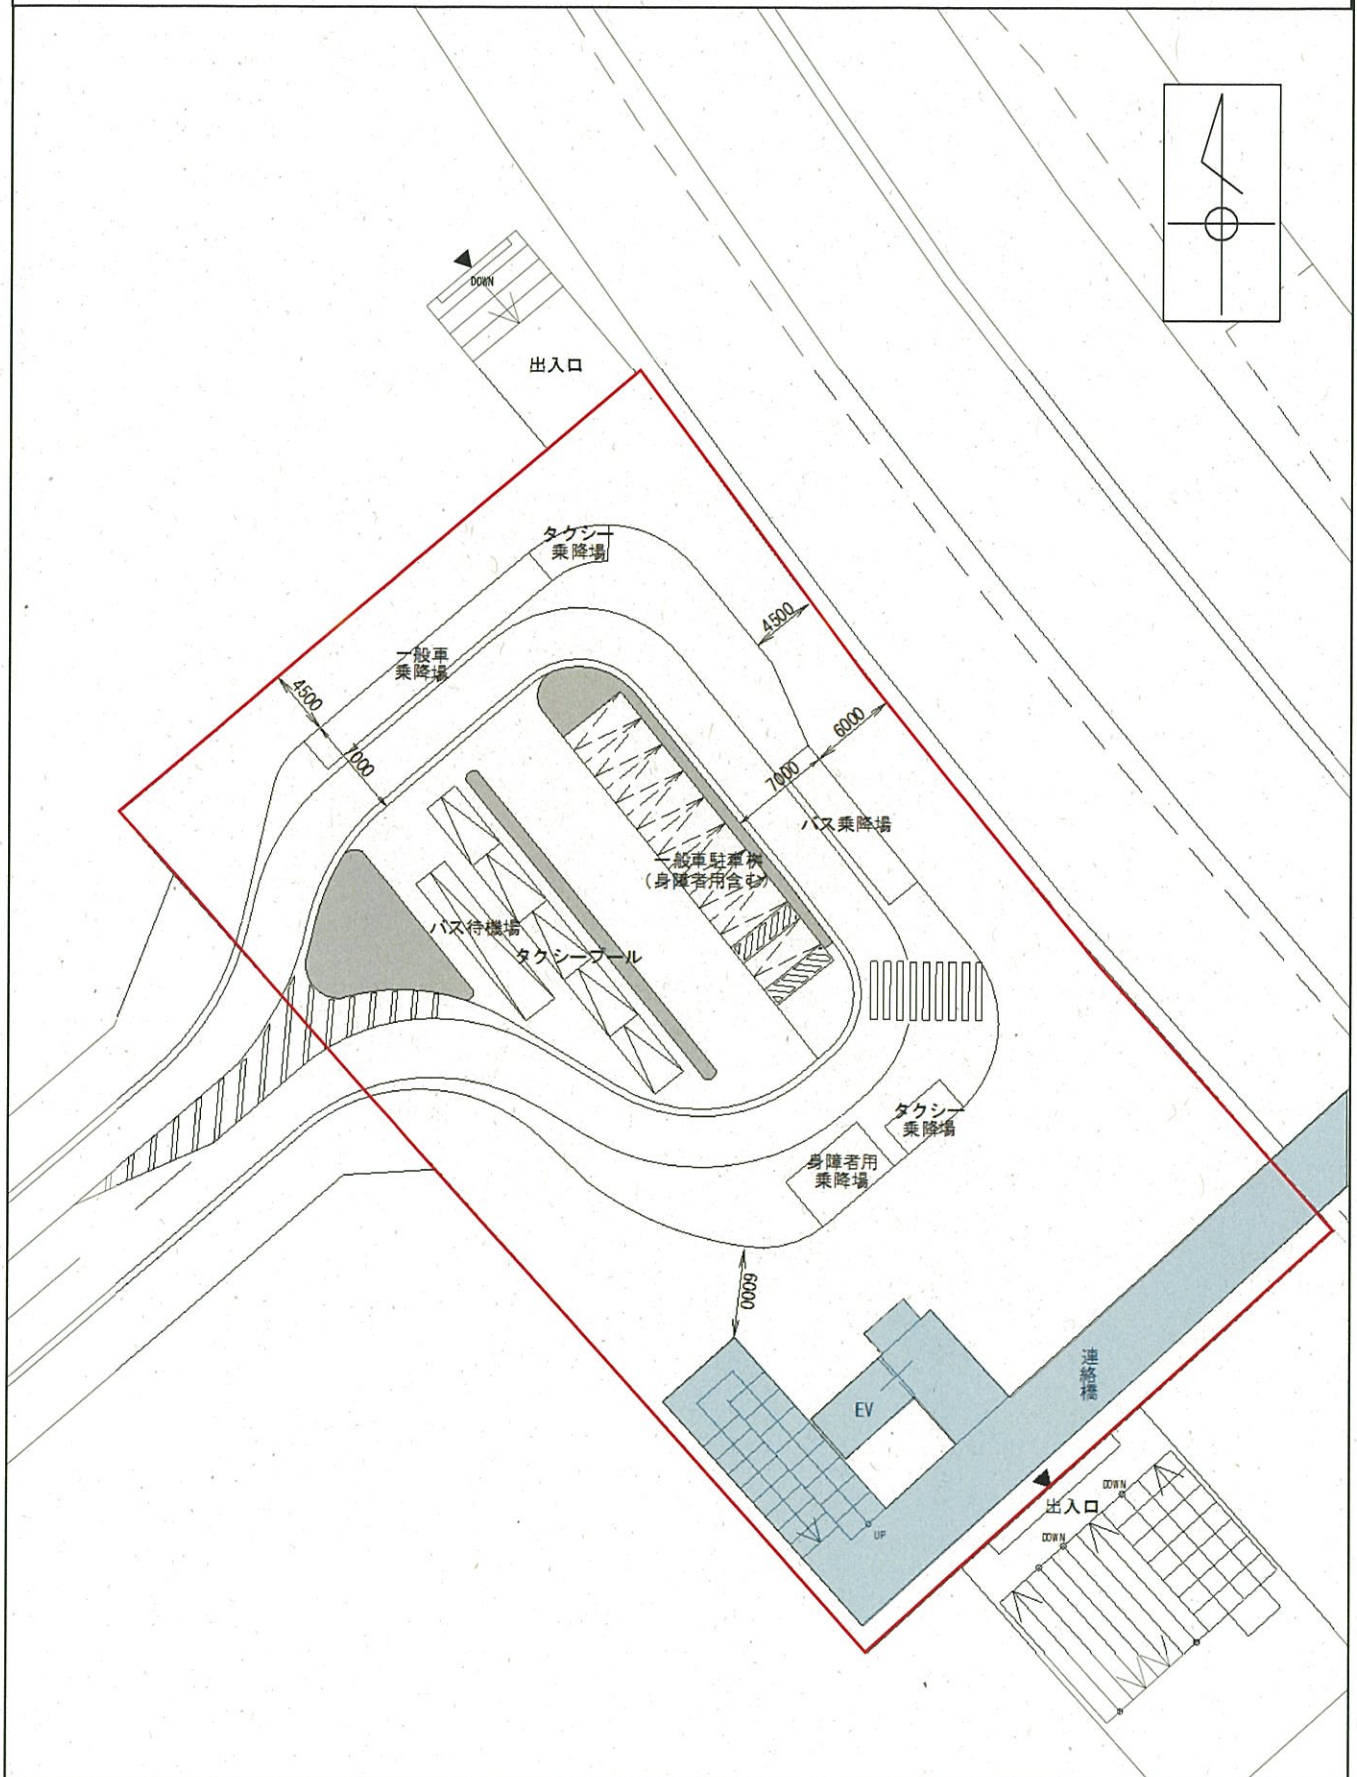 DOWN
出入口
タクシー
乗降場
4500
一般車
乗降場
4500
6000
7000
7000
バス乗降場
一般車駐車桝
(身障者用含む)
バス待機場
タクシープール
タクシー
乗降場
身障者用
乗降場
6000
連絡橋
EV
DOWN
出入口
UP
DOWN